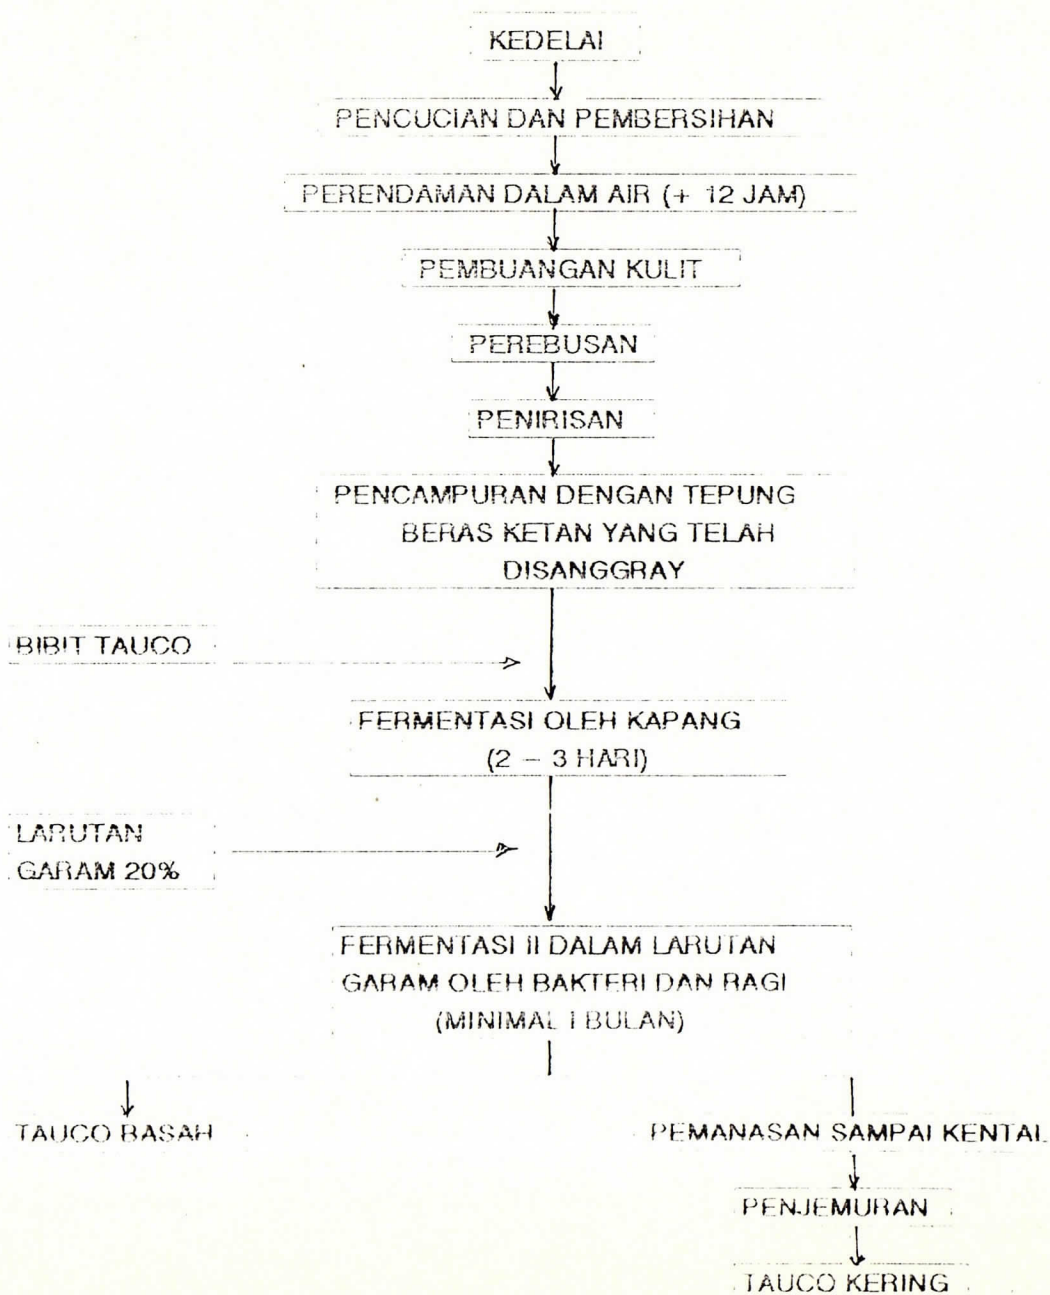 KEDELAI
PENCUCIAN DAN PEMBERSIHAN
PERENDAMAN DALAM AIR (+ 12 JAM)
PEMBUANGAN KULIT
PEREBUSAN
PENIRISAN
PENCAMPURAN DENGAN TEPUNG
BERAS KETAN YANG TELAH
DISANGGRAY
BIBIT TAUCO
FERMENTASI OLEH KAPANG
(2 – 3 HARI)
LARUTAN
GARAM 20%
FERMENTASI II DALAM LARUTAN
GARAM OLEH BAKTERI DAN RAGI
(MINIMAL 1 BULAN)
TAUCO BASAH
PEMANASAN SAMPAI KENTAL
PENJEMURAN
TAUCO KERING